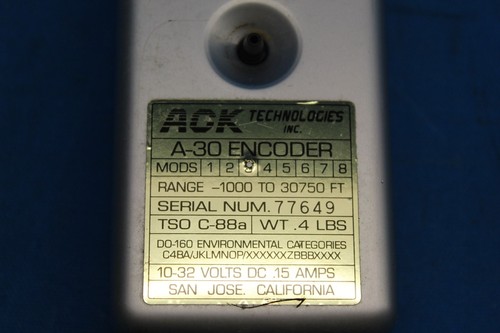 ACK TECHNOLOGIES INC.
A-30 ENCODER
MODS 1 2 3 4 5 6 7 8
RANGE -1000 TO 30750 FT
SERIAL NUM. 77649
TSO C-88a WT .4 LBS
DO-160 ENVIRONMENTAL CATEGORIES
C4BA/JKLMNOP/XXXXXXZBBBXXXX
10-32 VOLTS DC .15 AMPS
SAN JOSE, CALIFORNIA